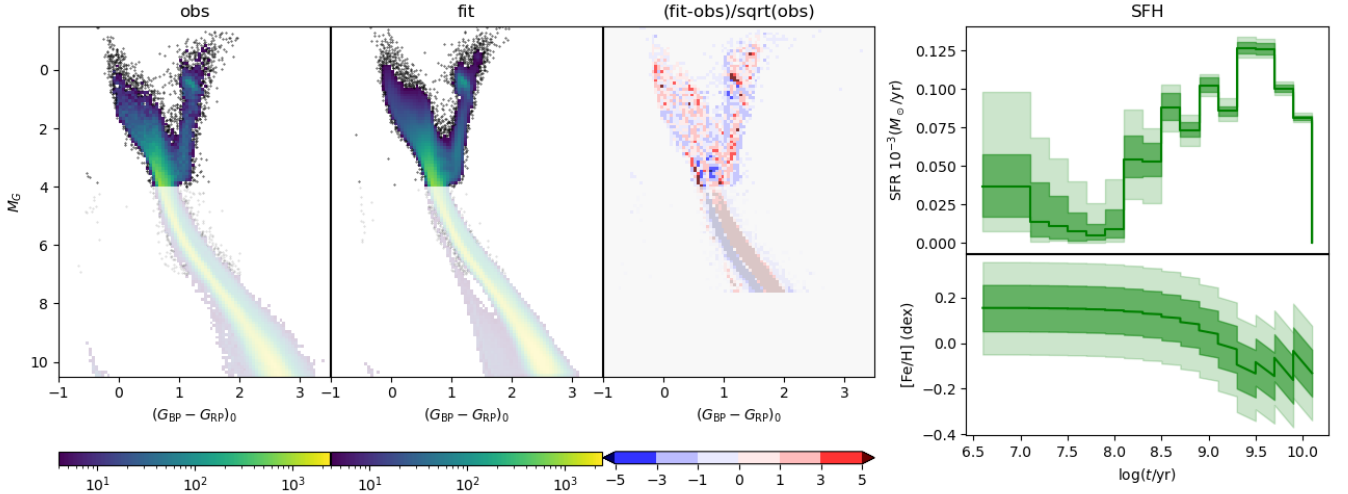 obs
fit
(fit-obs)/sqrt(obs)
SFH
M_G
0
2
4
6
8
10
−1 0 1 2 3
−1 0 1 2 3
−1 0 1 2 3
(G_BP − G_RP)_0
(G_BP − G_RP)_0
(G_BP − G_RP)_0
10^1 10^2 10^3
10^1 10^2 10^3
−5 −3 −1 0 1 3 5
SFR 10^{-3}(M_⊙/yr)
0.125
0.100
0.075
0.050
0.025
0.000
[Fe/H] (dex)
0.2
0.0
−0.2
−0.4
6.5 7.0 7.5 8.0 8.5 9.0 9.5 10.0
log(t/yr)